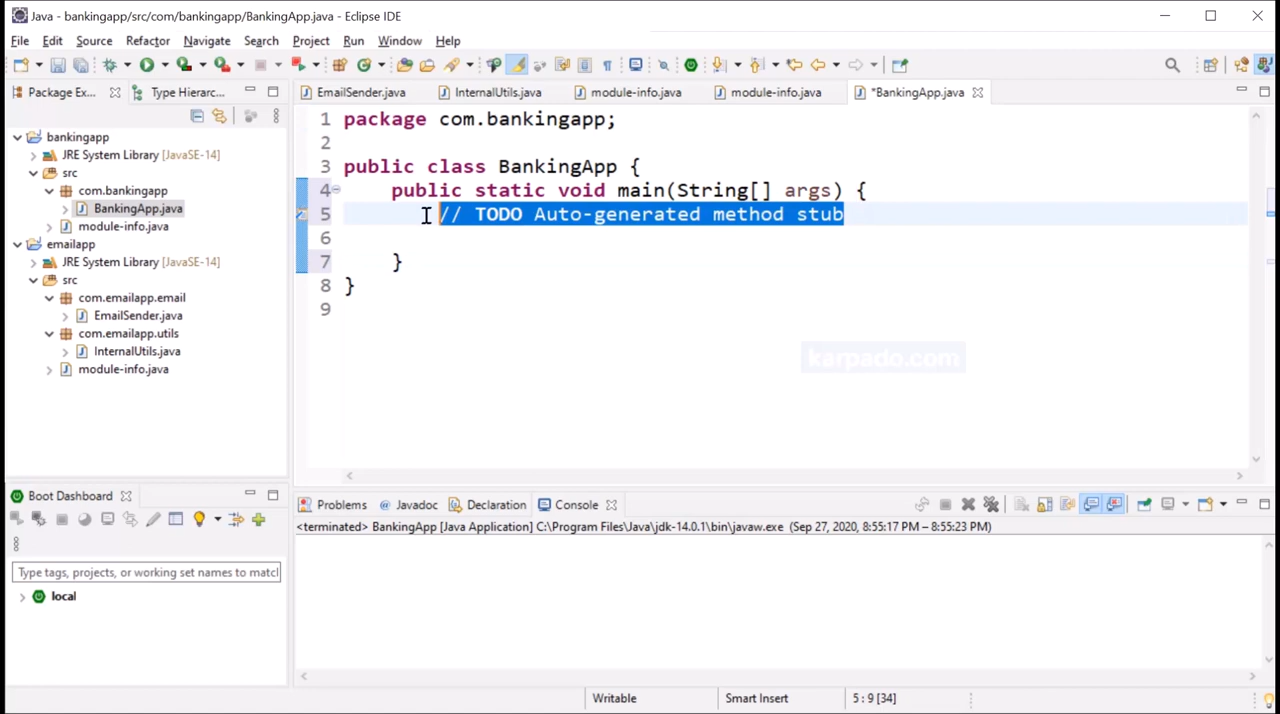 Java - bankingapp/src/com/bankingapp/BankingApp.java - Eclipse IDE
File Edit Source Refactor Navigate Search Project Run Window Help
Package Ex... Type Hierarc...
bankingapp
JRE System Library [JavaSE-14]
src
com.bankingapp
BankingApp.java
module-info.java
emailapp
JRE System Library [JavaSE-14]
src
com.emailapp.email
EmailSender.java
com.emailapp.utils
InternalUtils.java
module-info.java
EmailSender.java InternalUtils.java module-info.java module-info.java *BankingApp.java
1 package com.bankingapp;
2
3 public class BankingApp {
4 public static void main(String[] args) {
5 // TODO Auto-generated method stub
6
7 }
8 }
9
karpado.com
Boot Dashboard
Type tags, projects, or working set names to matcl
local
Problems @ Javadoc Declaration Console
<terminated> BankingApp [Java Application] C:\Program Files\Java\jdk-14.0.1\bin\javaw.exe (Sep 27, 2020, 8:55:17 PM – 8:55:23 PM)
Writable Smart Insert 5 : 9 [34]